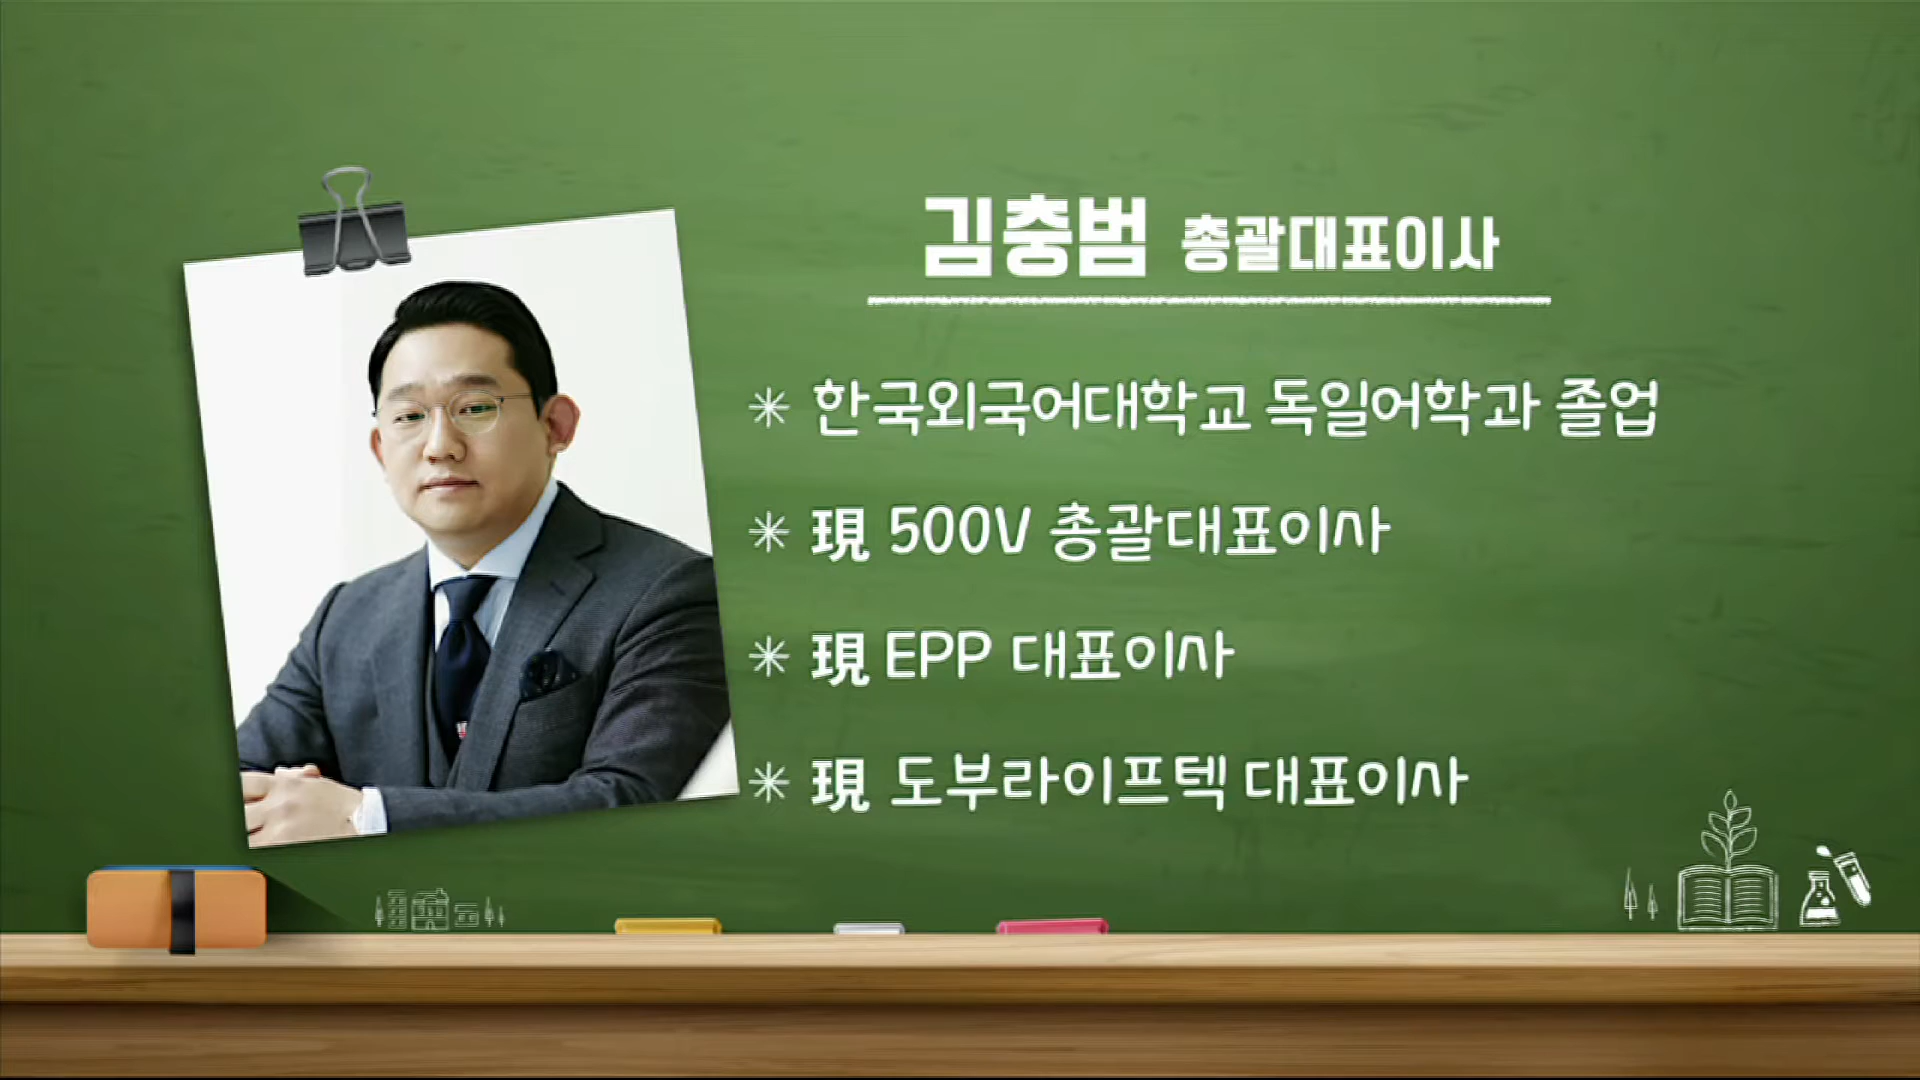 김충범 총괄대표이사
✳ 한국외국어대학교 독일어학과 졸업
✳ 現 500V 총괄대표이사
✳ 現 EPP 대표이사
✳ 現 도부라이프텍 대표이사